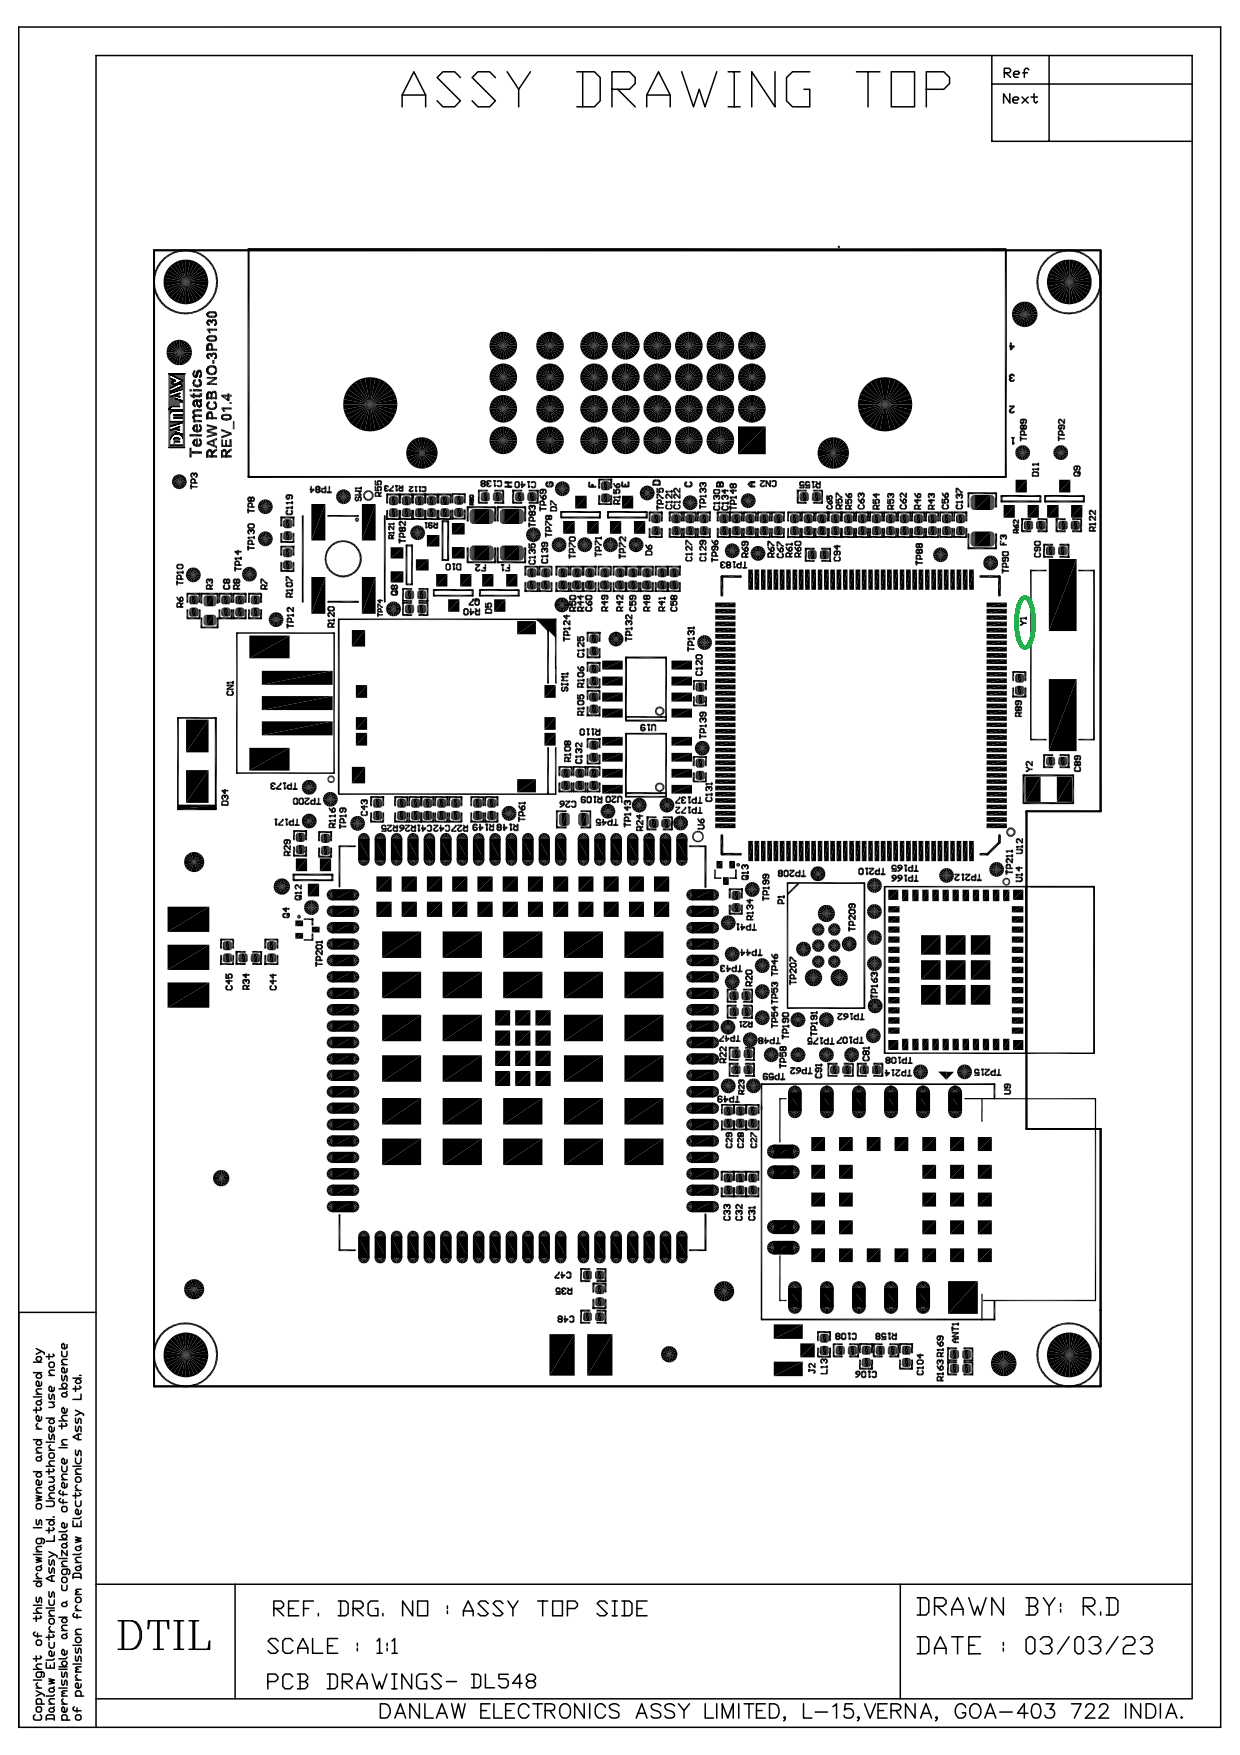 ASSY DRAWING TOP
Ref
Next
DANLAW
Telematics
RAW PCB NO-3P0130
REV_01.4
4
3
2
1
TP89
TP92
D11
Q9
TP3
TP84
SW1
R55
R173
C112
C138
H
C140
TP69
G
F
R156
E
D
TP75
C121
C122
C
TP133
C130
C134
B
TP148
A
CN2
R155
C65
R57
R56
C63
R54
R53
C62
R46
R43
C56
C137
TP8
C119
TP130
R121
TP82
R91
TP83
TP78
D7
R122
TP14
TP10
R107
Q8
D10
F2
F1
C135
C139
TP70
TP71
TP72
D6
C127
C129
TP96
R69
R67
C67
R61
R60
C94
TP88
F3
TP90
C90
TP183
R6
R3
C8
R8
R7
TP12
R120
TP74
R40
Q7
D5
TP124
R50
R44
C60
R49
R42
C59
R48
R41
C58
Y1
C125
TP132
TP131
R106
C120
CN1
SIM1
R105
U19
TP139
R89
R110
R108
C132
Y2
C89
D34
TP173
TP200
R109
U20
TP143
TP137
TP172
C131
TP171
R116
TP19
C43
R25
R26
C41
C42
R27
R149
R148
TP61
C26
TP45
R24
U6
R29
U12
TP211
U14
Q12
Q13
TP199
TP208
TP210
TP165
TP166
TP212
Q4
TP201
R134
TP41
P1
TP209
TP44
TP43
TP46
TP207
C45
R34
C44
R20
TP53
TP163
R21
TP54
TP190
TP191
TP162
TP47
TP48
R22
TP58
TP62
TP175
TP107
C81
TP108
R23
TP59
C91
TP214
TP215
TP49
U9
C29
C28
C27
C33
C32
C31
C47
R35
C48
J2
L13
C108
R158
C106
C104
R163
R169
ANT1
Copyright of this drawing is owned and retained by
Danlaw Electronics Assy Ltd. Unauthorised use not
permissible and a cognizable offence in the absence
of permission from Danlaw Electronics Assy Ltd.
DTIL
REF. DRG. NO : ASSY TOP SIDE
SCALE : 1:1
PCB DRAWINGS- DL548
DRAWN BY: R.D
DATE : 03/03/23
DANLAW ELECTRONICS ASSY LIMITED, L-15,VERNA, GOA-403 722 INDIA.